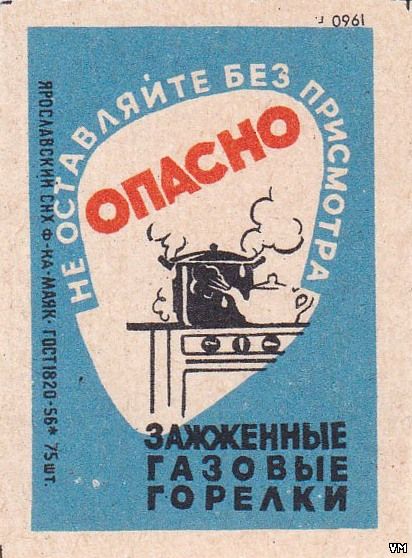 1960 г.
НЕ ОСТАВЛЯЙТЕ БЕЗ ПРИСМОТРА
ОПАСНО
ЗАЖЖЕННЫЕ
ГАЗОВЫЕ
ГОРЕЛКИ
ЯРОСЛАВСКИЙ СНХ Ф-КА "МАЯК" ГОСТ 1820-56* 75 шт.
VM